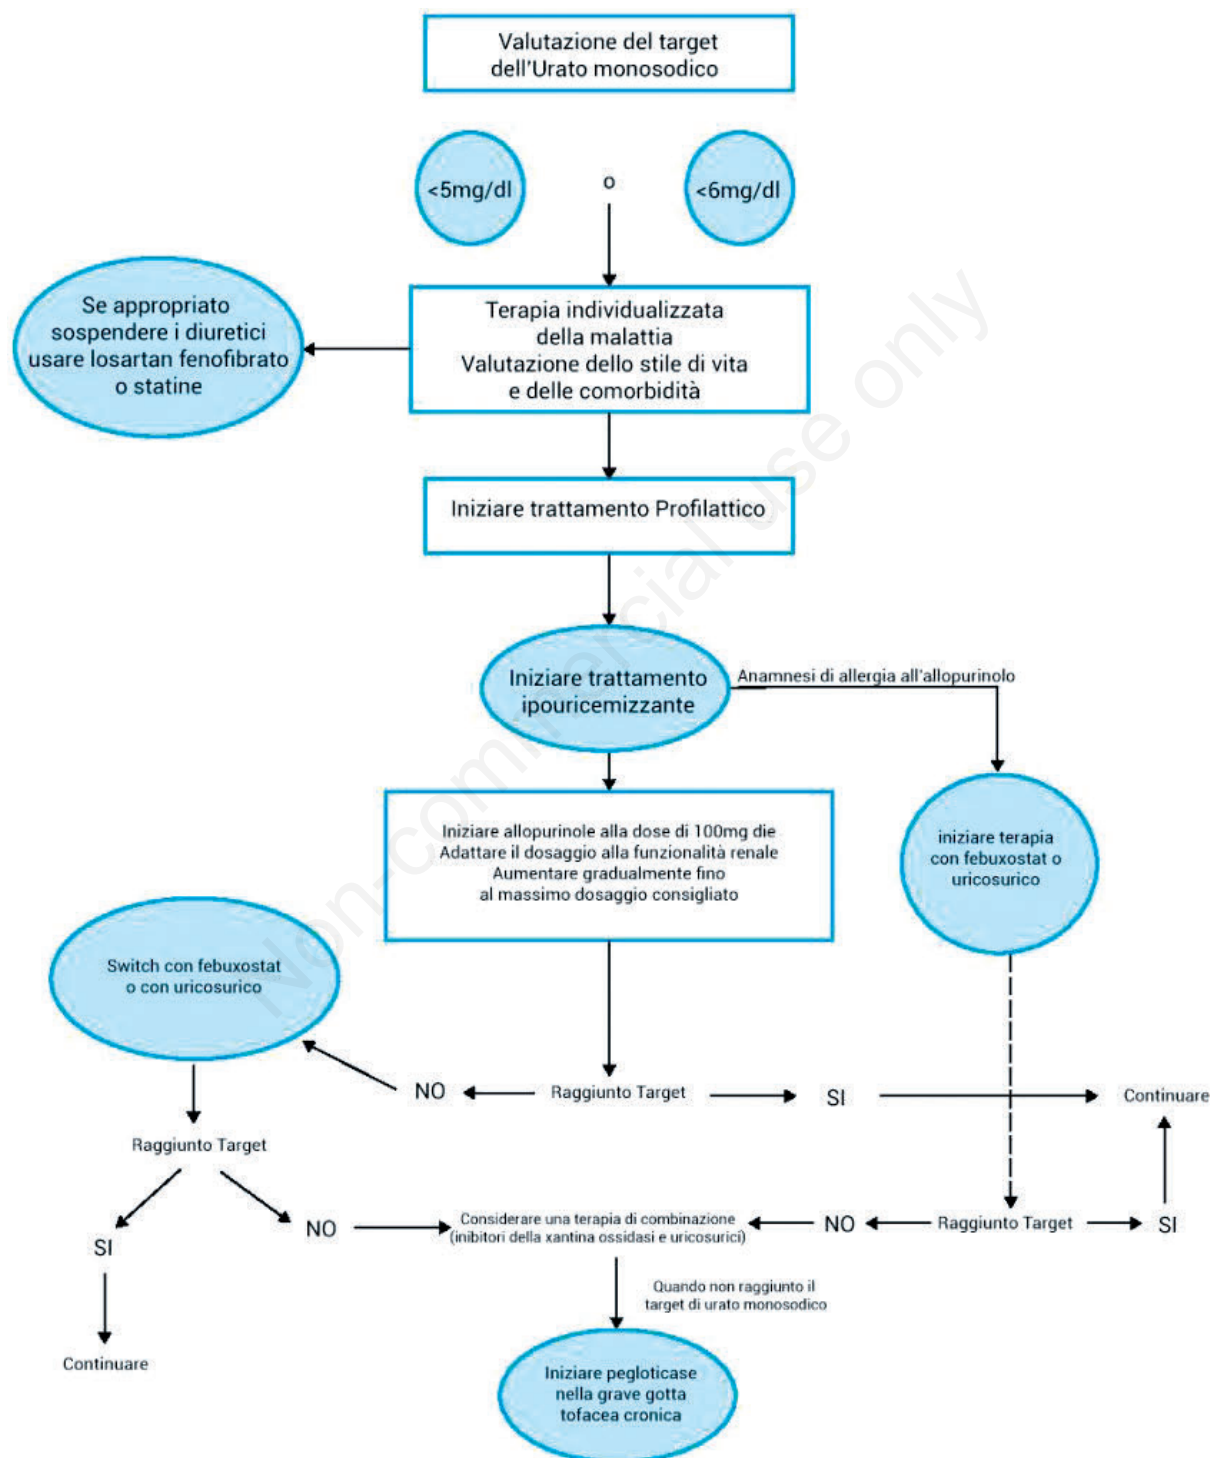 Valutazione del target
dell'Urato monosodico
<5mg/dl
o
<6mg/dl
Se appropriato
sospendere i diuretici
usare losartan fenofibrato
o statine
Terapia individualizzata
della malattia
Valutazione dello stile di vita
e delle comorbidità
Iniziare trattamento Profilattico
Iniziare trattamento
ipouricemizzante
Anamnesi di allergia all'allopurinolo
Iniziare allopurinole alla dose di 100mg die
Adattare il dosaggio alla funzionalità renale
Aumentare gradualmente fino
al massimo dosaggio consigliato
iniziare terapia
con febuxostat o
uricosurico
Switch con febuxostat
o con uricosurico
NO
Raggiunto Target
SI
Continuare
Raggiunto Target
SI
NO
Considerare una terapia di combinazione
(inibitori della xantina ossidasi e uricosurici)
NO
Raggiunto Target
SI
Continuare
Quando non raggiunto il
target di urato monosodico
Iniziare pegloticase
nella grave gotta
tofacea cronica
Non-commercial use only